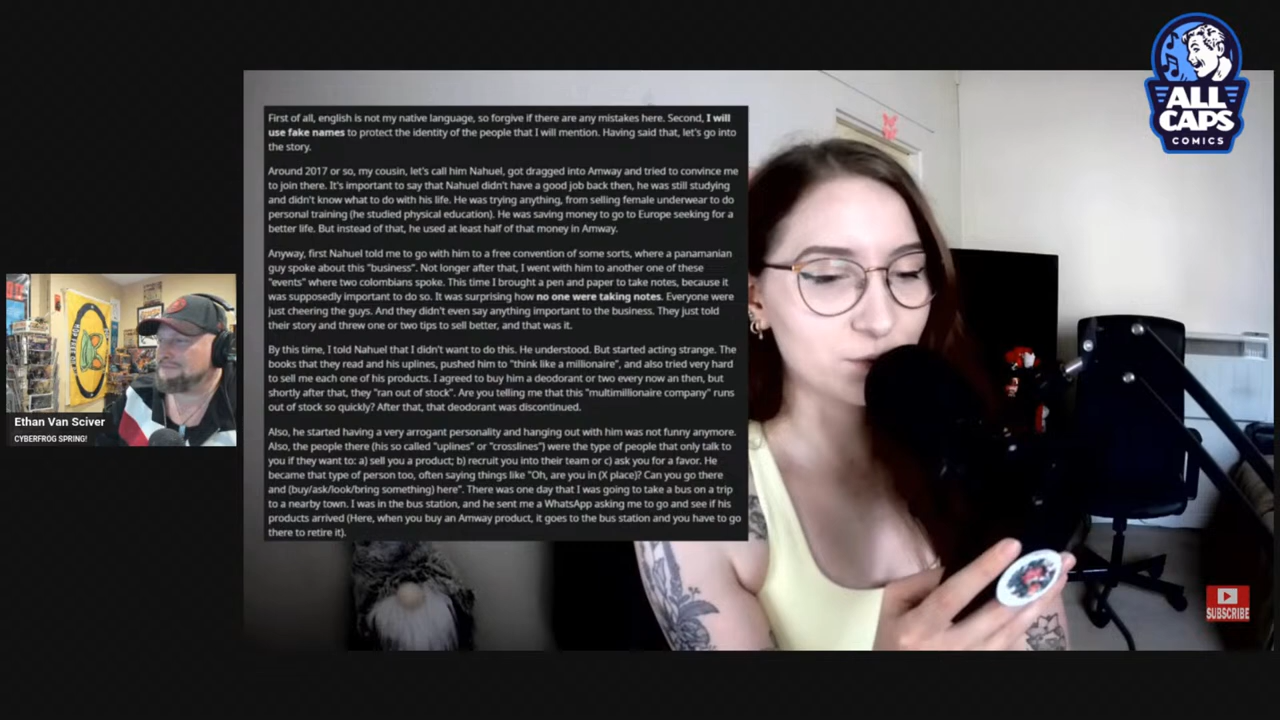 ALL
CAPS
COMICS
First of all, english is not my native language, so forgive if there are any mistakes here. Second, I will
use fake names to protect the identity of the people that I will mention. Having said that, let's go into
the story.
Around 2017 or so, my cousin, let's call him Nahuel, got dragged into Amway and tried to convince me
to join there. It's important to say that Nahuel didn't have a good job back then, he was still studying
and didn't know what to do with his life. He was trying anything, from selling female underwear to do
personal training (he studied physical education). He was saving money to go to Europe seeking for a
better life. But instead of that, he used at least half of that money in Amway.
Anyway, first Nahuel told me to go with him to a free convention of some sorts, where a panamanian
guy spoke about this "business". Not longer after that, I went with him to another one of these
"events" where two colombians spoke. This time I brought a pen and paper to take notes, because it
was supposedly important to do so. It was surprising how no one were taking notes. Everyone were
just cheering the guys. And they didn't even say anything important to the business. They just told
their story and threw one or two tips to sell better, and that was it.
By this time, I told Nahuel that I didn't want to do this. He understood. But started acting strange. The
books that they read and his uplines, pushed him to "think like a millionaire", and also tried very hard
to sell me each one of his products. I agreed to buy him a deodorant or two every now an then, but
shortly after that, they "ran out of stock". Are you telling me that this "multimillionaire company" runs
out of stock so quickly? After that, that deodorant was discontinued.
Also, he started having a very arrogant personality and hanging out with him was not funny anymore.
Also, the people there (his so called "uplines" or "crosslines") were the type of people that only talk to
you if they want to: a) sell you a product; b) recruit you into their team or c) ask you for a favor. He
became that type of person too, often saying things like "Oh, are you in (X place)? Can you go there
and (buy/ask/look/bring something) here". There was one day that I was going to take a bus on a trip
to a nearby town. I was in the bus station, and he sent me a WhatsApp asking me to go and see if his
products arrived (Here, when you buy an Amway product, it goes to the bus station and you have to go
there to retire it).
Ethan Van Sciver
CYBERFROG SPRING!
SUBSCRIBE